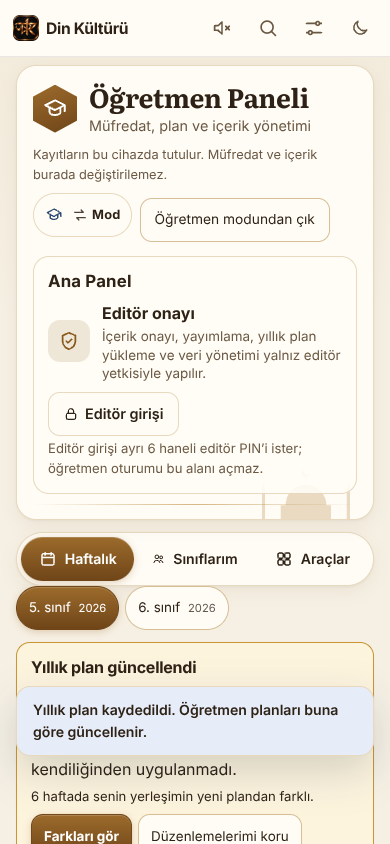 Din Kültürü
Öğretmen Paneli
Müfredat, plan ve içerik yönetimi
Kayıtların bu cihazda tutulur. Müfredat ve içerik
burada değiştirilemez.
Mod
Öğretmen modundan çık
Ana Panel
Editör onayı
İçerik onayı, yayımlama, yıllık plan
yükleme ve veri yönetimi yalnız editör
yetkisiyle yapılır.
Editör girişi
Editör girişi ayrı 6 haneli editör PIN’i ister;
öğretmen oturumu bu alanı açmaz.
Haftalık
Sınıflarım
Araçlar
5. sınıf 2026
6. sınıf 2026
Yıllık plan güncellendi
Yıllık plan kaydedildi. Öğretmen planları buna
göre güncellenir.
kendiliğinden uygulanmadı.
6 haftada senin yerleşimin yeni plandan farklı.
Farkları gör
Düzenlemelerimi koru